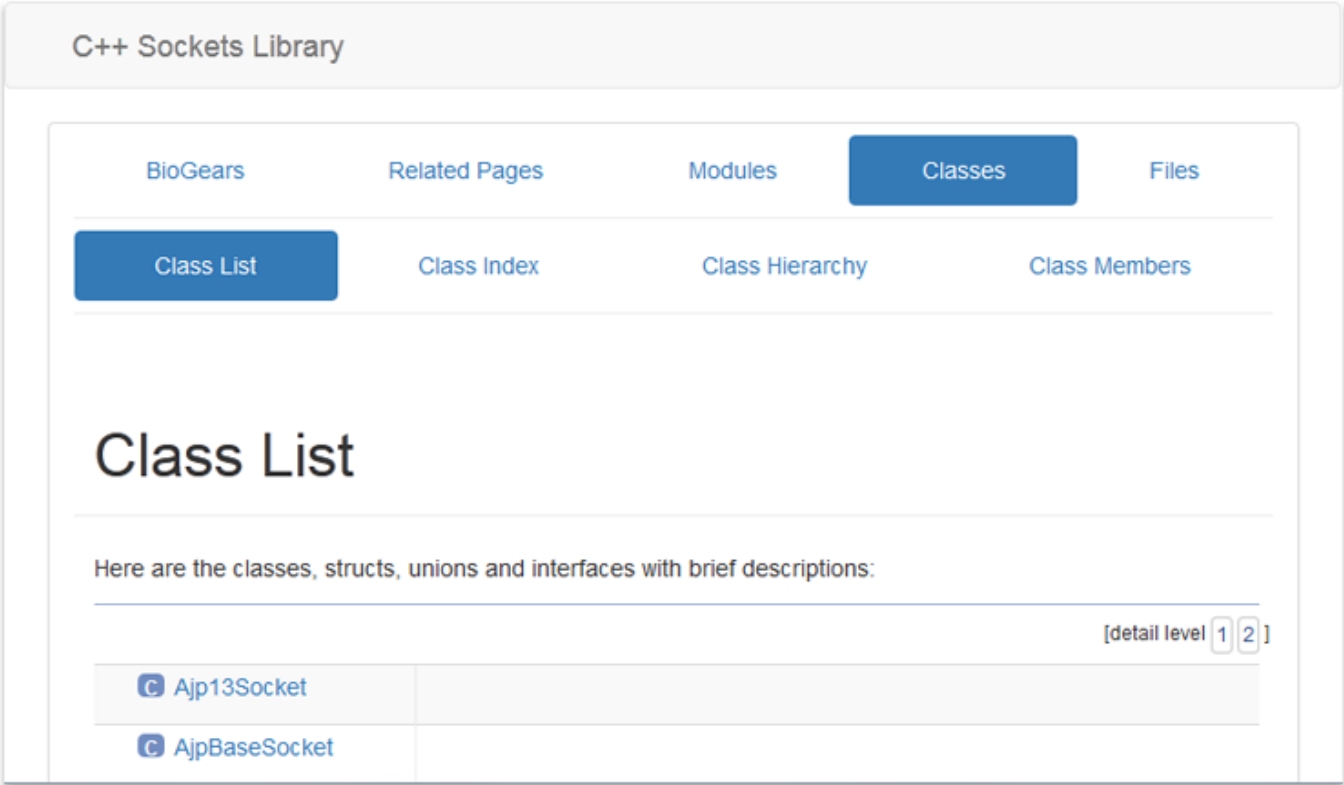 C++ Sockets Library
BioGears Related Pages Modules Classes Files
Class List Class Index Class Hierarchy Class Members
Class List
Here are the classes, structs, unions and interfaces with brief descriptions:
[detail level 1 2 ]
C Ajp13Socket
C AjpBaseSocket